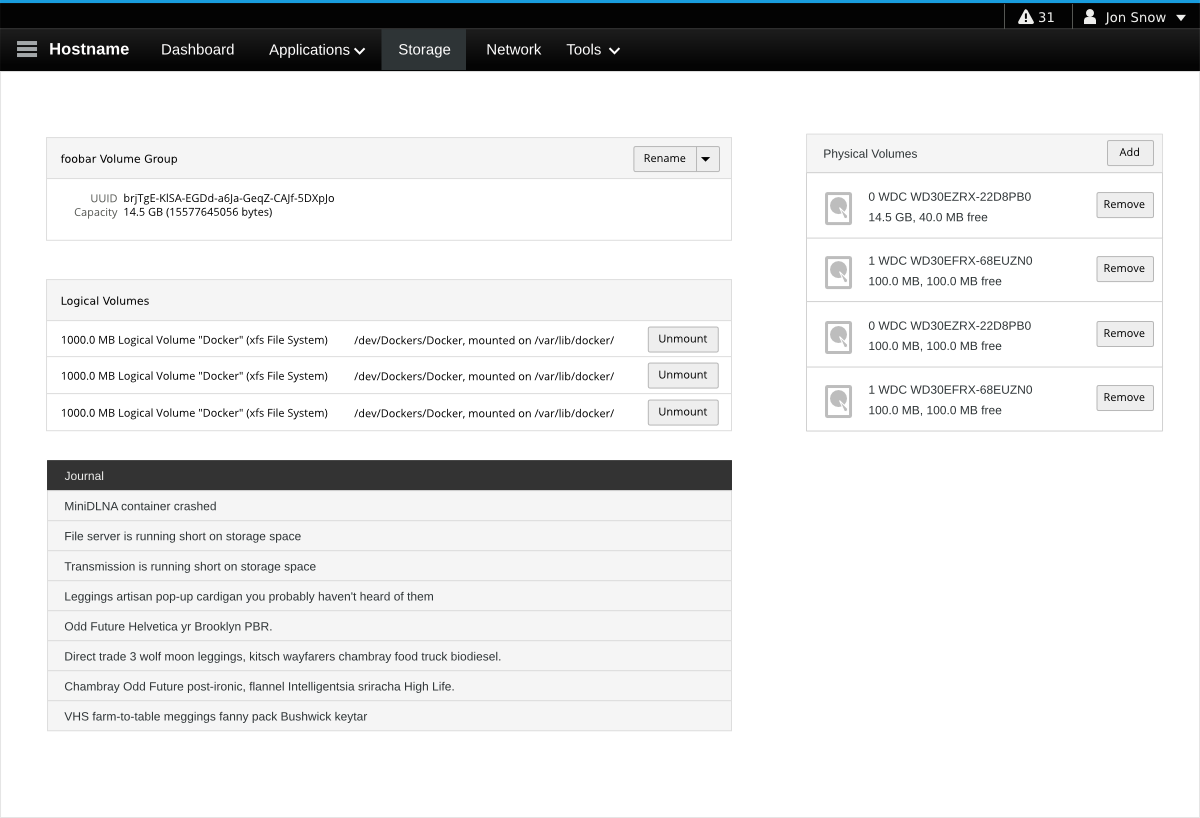 31 Jon Snow
Hostname Dashboard Applications Storage Network Tools
foobar Volume Group Rename
UUID brjTgE-KlSA-EGDd-a6Ja-GeqZ-CAJf-5DXpJo
Capacity 14.5 GB (15577645056 bytes)
Logical Volumes
1000.0 MB Logical Volume "Docker" (xfs File System) /dev/Dockers/Docker, mounted on /var/lib/docker/ Unmount
1000.0 MB Logical Volume "Docker" (xfs File System) /dev/Dockers/Docker, mounted on /var/lib/docker/ Unmount
1000.0 MB Logical Volume "Docker" (xfs File System) /dev/Dockers/Docker, mounted on /var/lib/docker/ Unmount
Journal
MiniDLNA container crashed
File server is running short on storage space
Transmission is running short on storage space
Leggings artisan pop-up cardigan you probably haven't heard of them
Odd Future Helvetica yr Brooklyn PBR.
Direct trade 3 wolf moon leggings, kitsch wayfarers chambray food truck biodiesel.
Chambray Odd Future post-ironic, flannel Intelligentsia sriracha High Life.
VHS farm-to-table meggings fanny pack Bushwick keytar
Physical Volumes Add
0 WDC WD30EZRX-22D8PB0
14.5 GB, 40.0 MB free
Remove
1 WDC WD30EFRX-68EUZN0
100.0 MB, 100.0 MB free
Remove
0 WDC WD30EZRX-22D8PB0
100.0 MB, 100.0 MB free
Remove
1 WDC WD30EFRX-68EUZN0
100.0 MB, 100.0 MB free
Remove